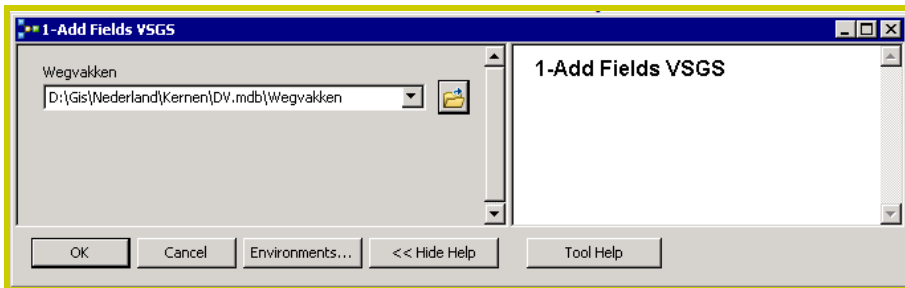 1-Add Fields VSGS
Wegvakken
D:\Gis\Nederland\Kernen\DV.mdb\Wegvakken
1-Add Fields VSGS
OK
Cancel
Environments...
<< Hide Help
Tool Help